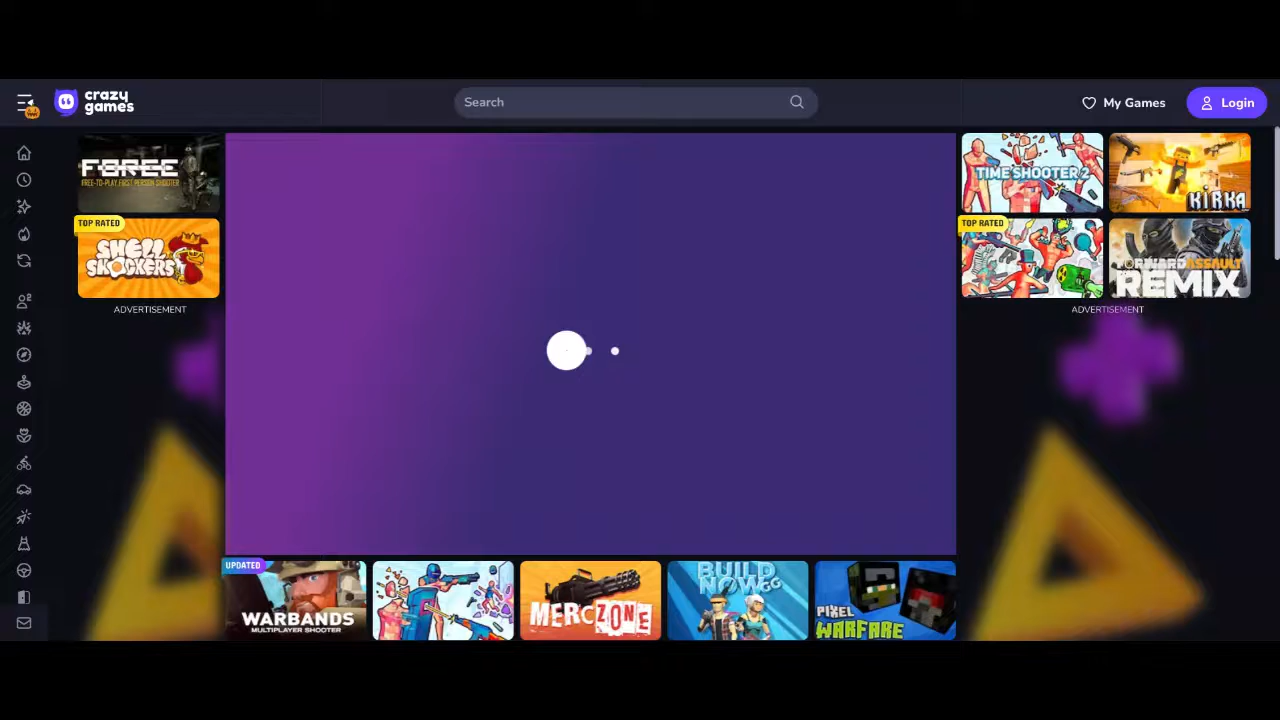 crazy
games
Search
My Games
Login
FOREE
FREE-TO-PLAY FIRST PERSON SHOOTER
TIME SHOOTER 2
KIRKA
TOP RATED
SHELL
SHOCKERS
TOP RATED
FORWARD ASSAULT
REMIX
ADVERTISEMENT
ADVERTISEMENT
UPDATED
WARBANDS
MULTIPLAYER SHOOTER
MERCZONE
BUILD
NOW GG
PIXEL
WARFARE